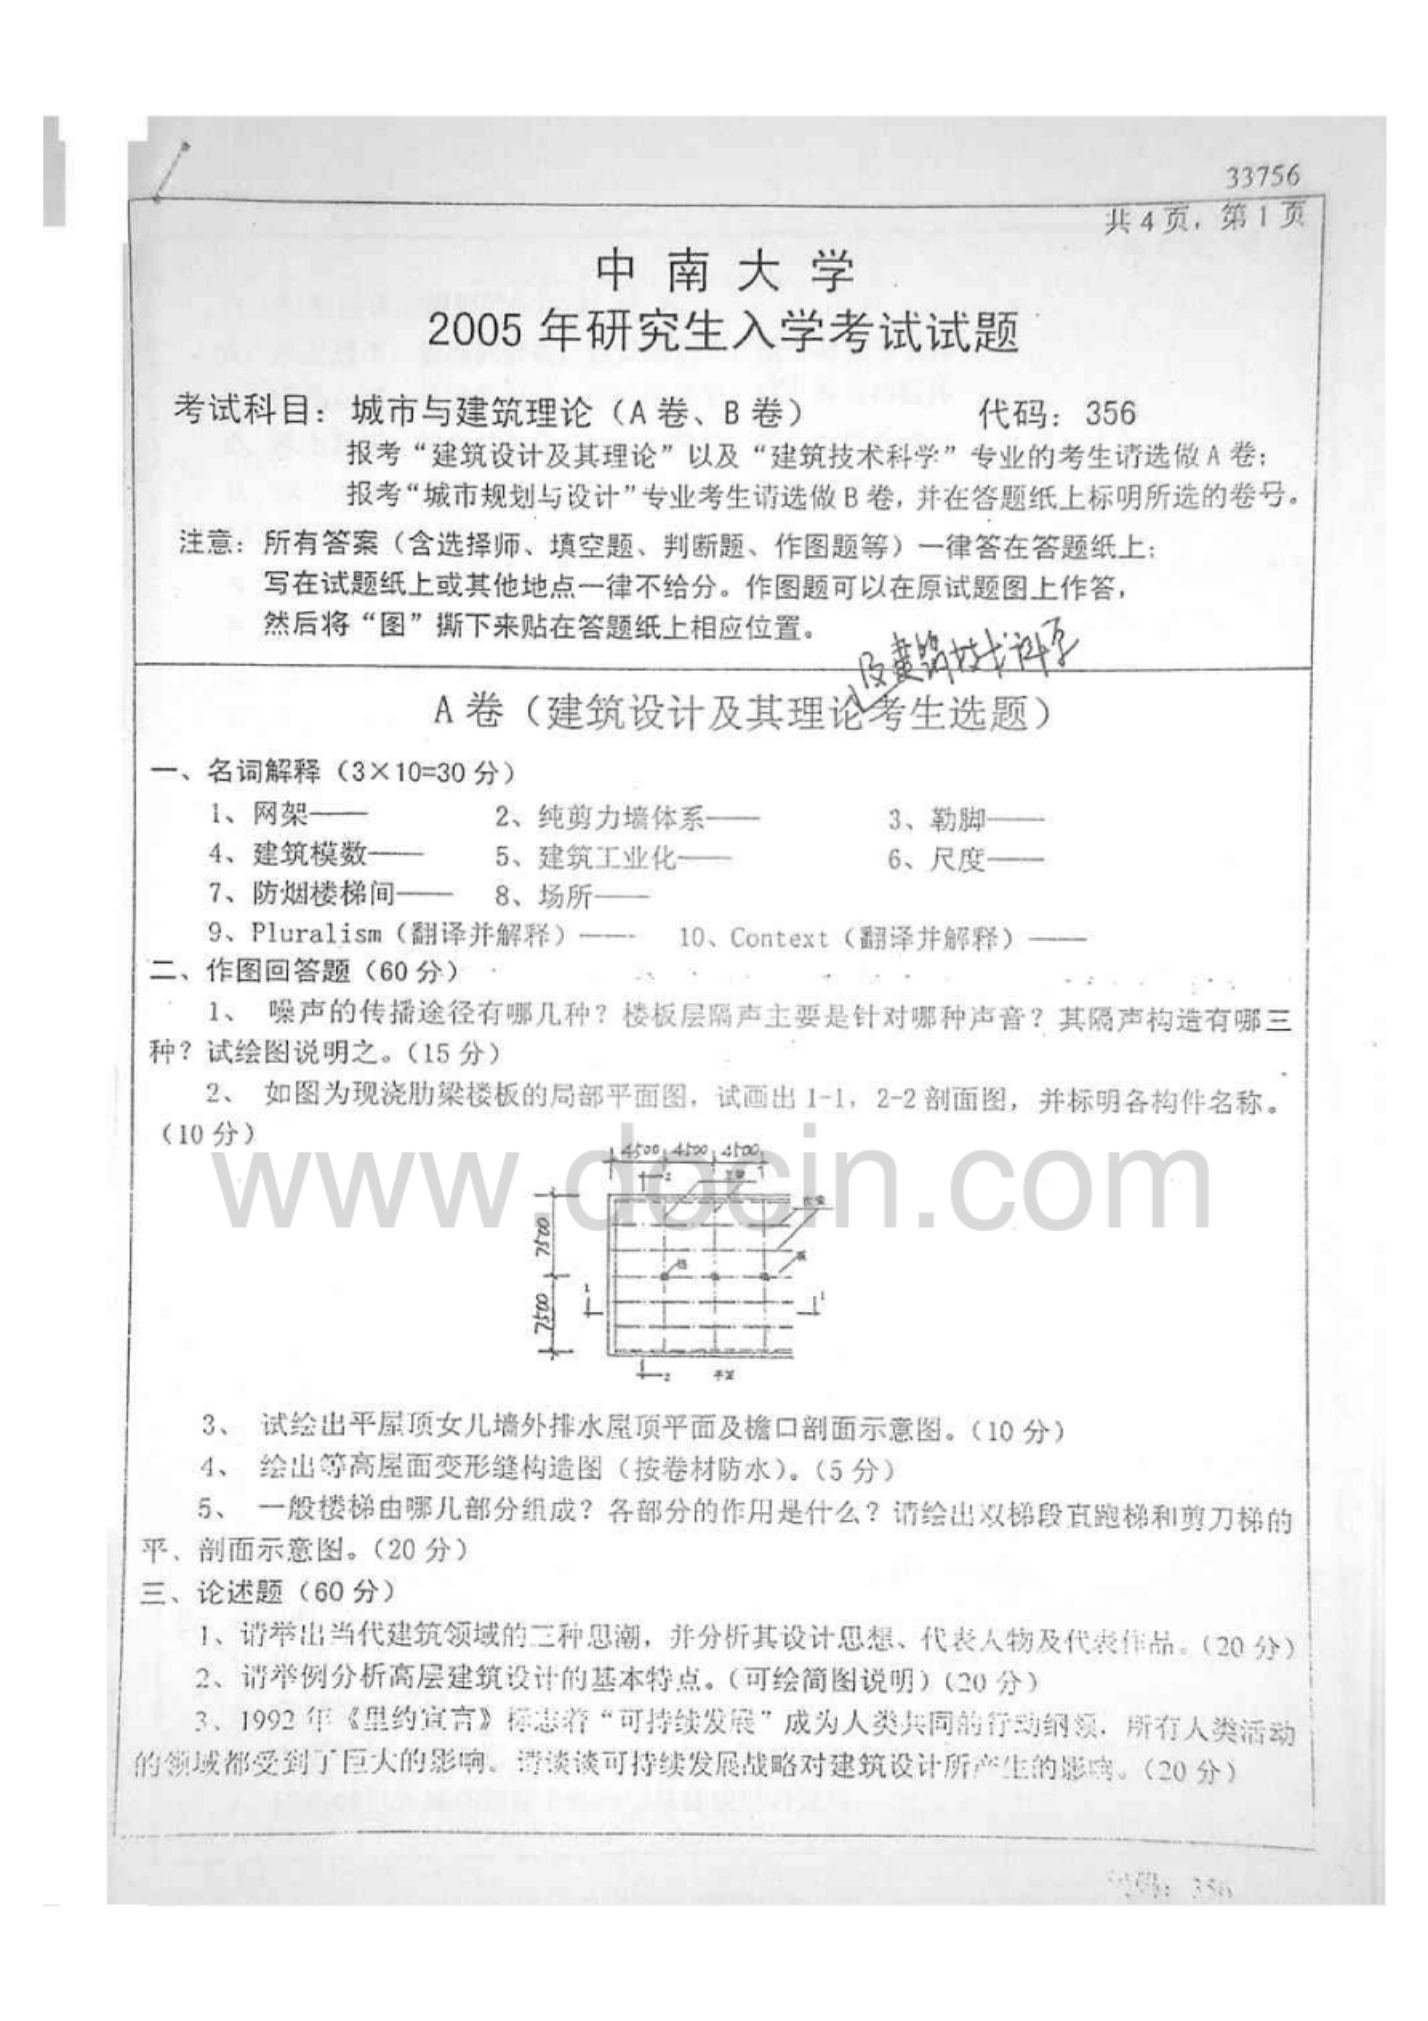 33756
共 4 页，第 1 页
中 南 大 学
2005 年研究生入学考试试题
考试科目：城市与建筑理论（A 卷、B 卷） 代码：356
报考“建筑设计及其理论”以及“建筑技术科学”专业的考生请选做 A 卷；
报考“城市规划与设计”专业考生请选做 B 卷，并在答题纸上标明所选的卷号。
注意：所有答案（含选择师、填空题、判断题、作图题等）一律答在答题纸上；
写在试题纸上或其他地点一律不给分。作图题可以在原试题图上作答，
然后将“图”撕下来贴在答题纸上相应位置。
及建筑技术科学
A 卷（建筑设计及其理论考生选题）
一、名词解释（3×10=30 分）
1、网架—— 2、纯剪力墙体系—— 3、勒脚——
4、建筑模数—— 5、建筑工业化—— 6、尺度——
7、防烟楼梯间—— 8、场所——
9、Pluralism（翻译并解释）—— 10、Context（翻译并解释）——
二、作图回答题（60 分）
1、 噪声的传播途径有哪几种？楼板层隔声主要是针对哪种声音？其隔声构造有哪三
种？试绘图说明之。（15 分）
2、 如图为现浇肋梁楼板的局部平面图，试画出 1-1，2-2 剖面图，并标明各构件名称。
（10 分）
www.docin.com
4500 4500 4500
2 1
7500
7500
1 1
2
3、 试绘出平屋顶女儿墙外排水屋顶平面及檐口剖面示意图。（10 分）
4、 绘出等高屋面变形缝构造图（按卷材防水）。（5 分）
5、 一般楼梯由哪几部分组成？各部分的作用是什么？请绘出双梯段直跑梯和剪刀梯的
平、剖面示意图。（20 分）
三、论述题（60 分）
1、请举出当代建筑领域的三种思潮，并分析其设计思想、代表人物及代表作品。（20 分）
2、请举例分析高层建筑设计的基本特点。（可绘简图说明）（20 分）
3、1992 年《里约宣言》标志着“可持续发展”成为人类共同的行动纲领，所有人类活动
的领域都受到了巨大的影响。请谈谈可持续发展战略对建筑设计所产生的影响。（20 分）
356